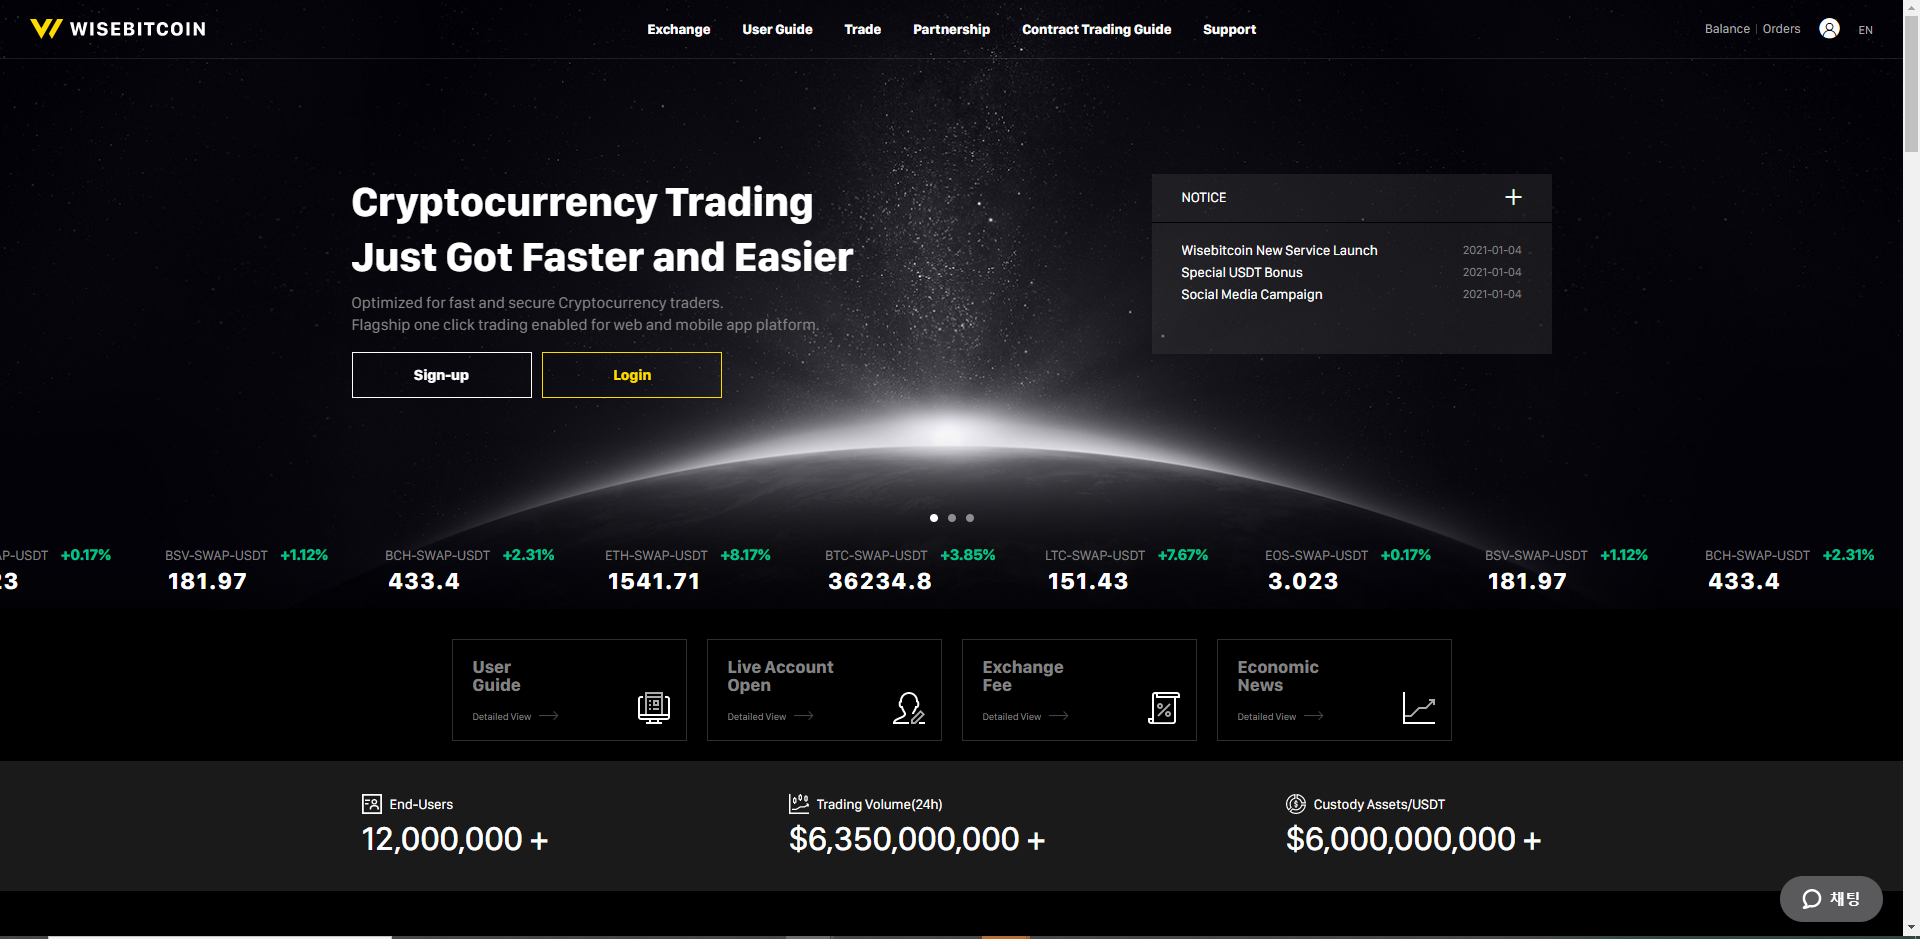 WISEBITCOIN
Exchange User Guide Trade Partnership Contract Trading Guide Support
Balance | Orders EN
Cryptocurrency Trading
Just Got Faster and Easier
Optimized for fast and secure Cryptocurrency traders.
Flagship one click trading enabled for web and mobile app platform.
Sign-up Login
NOTICE +
Wisebitcoin New Service Launch 2021-01-04
Special USDT Bonus 2021-01-04
Social Media Campaign 2021-01-04
AP-USDT +0.17% BSV-SWAP-USDT +1.12% BCH-SWAP-USDT +2.31% ETH-SWAP-USDT +8.17% BTC-SWAP-USDT +3.85% LTC-SWAP-USDT +7.67% EOS-SWAP-USDT +0.17% BSV-SWAP-USDT +1.12% BCH-SWAP-USDT +2.31%
23 181.97 433.4 1541.71 36234.8 151.43 3.023 181.97 433.4
User
Guide
Detailed View
Live Account
Open
Detailed View
Exchange
Fee
Detailed View
Economic
News
Detailed View
End-Users
12,000,000 +
Trading Volume(24h)
$6,350,000,000 +
Custody Assets/USDT
$6,000,000,000 +
채팅